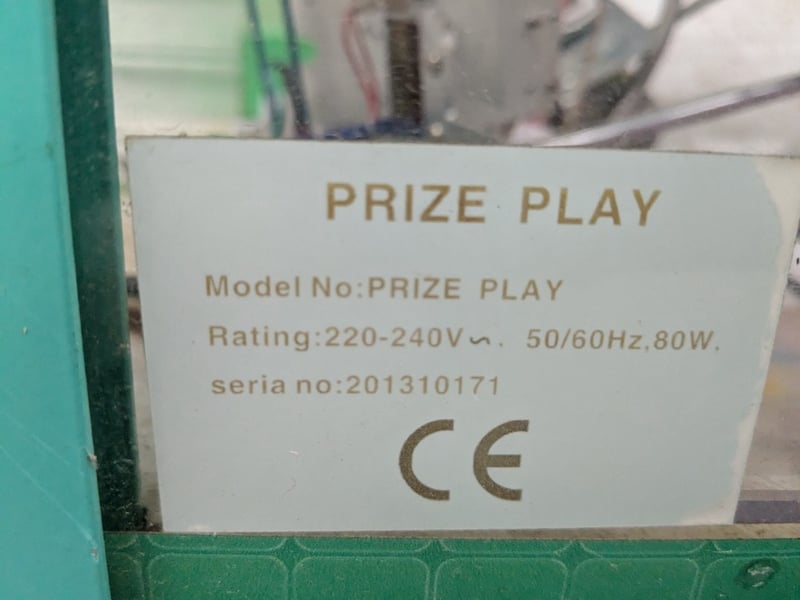 PRIZE PLAY
Model No:PRIZE PLAY
Rating:220-240V~. 50/60Hz,80W.
seria no:201310171
CE